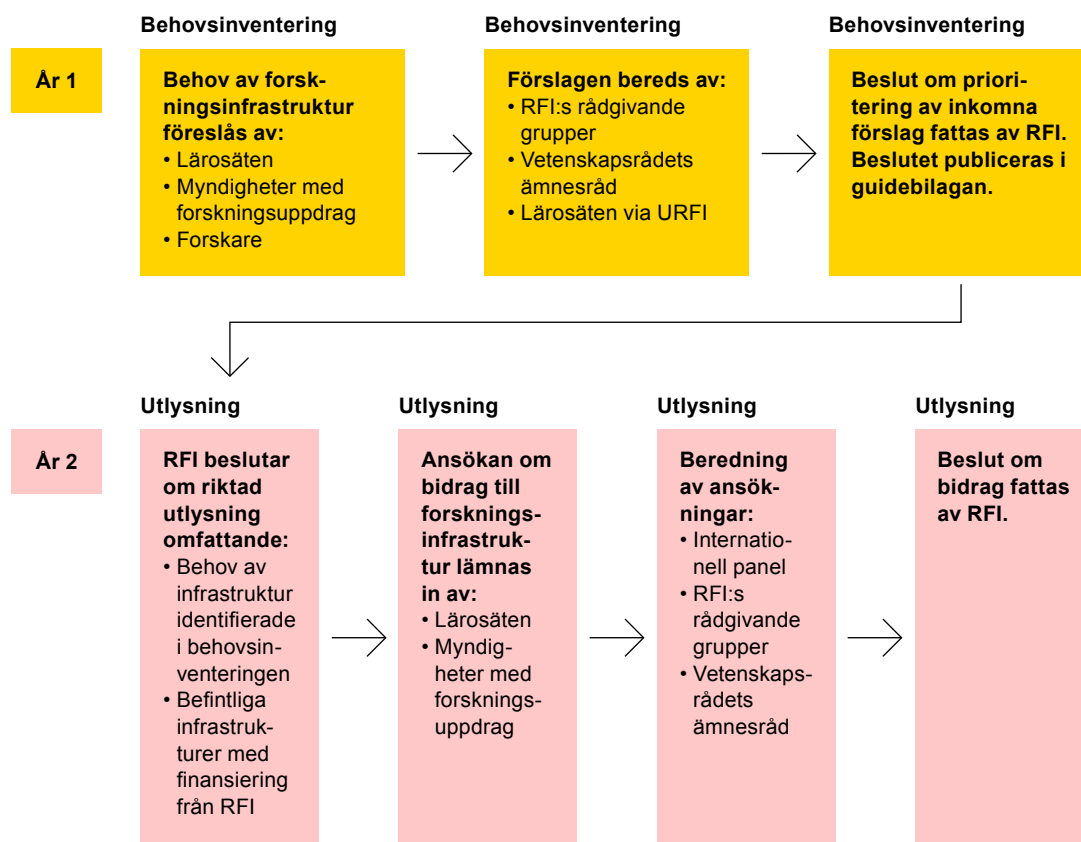 Behovsinventering
Behovsinventering
Behovsinventering
År 1
Behov av forsk-
ningsinfrastruktur
föreslås av:
• Lärosäten
• Myndigheter med
forskningsuppdrag
• Forskare
Förslagen bereds av:
• RFI:s rådgivande
grupper
• Vetenskapsrådets
ämnesråd
• Lärosäten via URFI
Beslut om priori-
tering av inkomna
förslag fattas av RFI.
Beslutet publiceras i
guidebilagan.
Utlysning
Utlysning
Utlysning
Utlysning
År 2
RFI beslutar
om riktad
utlysning
omfattande:
• Behov av
infrastruktur
identifierade
i behovsin-
venteringen
• Befintliga
infrastruk-
turer med
finansiering
från RFI
Ansökan om
bidrag till
forsknings-
infrastruk-
tur lämnas
in av:
• Lärosäten
• Myndig-
heter med
forsknings-
uppdrag
Beredning
av ansök-
ningar:
• Internatio-
nell panel
• RFI:s
rådgivande
grupper
• Vetenskaps-
rådets
ämnesråd
Beslut om
bidrag fattas
av RFI.